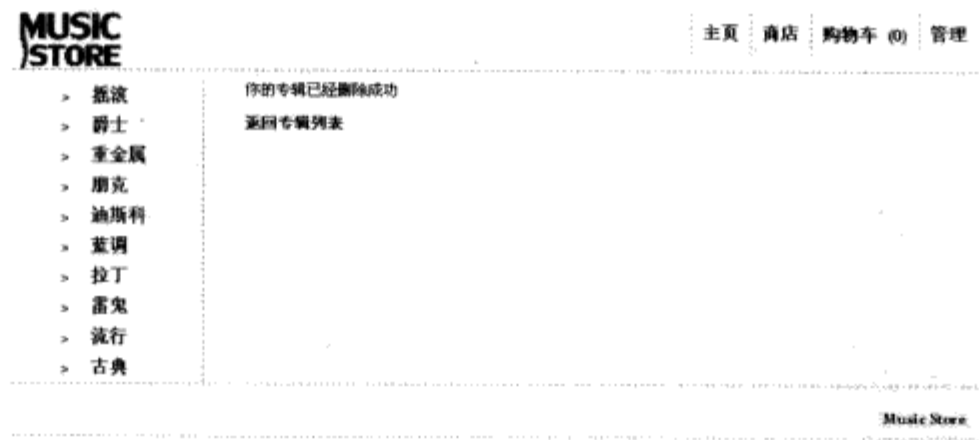 MUSIC
STORE
主页 商店 购物车 (0) 管理
> 摇滚
> 爵士
> 重金属
> 朋克
> 迪斯科
> 蓝调
> 拉丁
> 雷鬼
> 流行
> 古典
你的专辑已经删除成功
返回专辑列表
Music Store